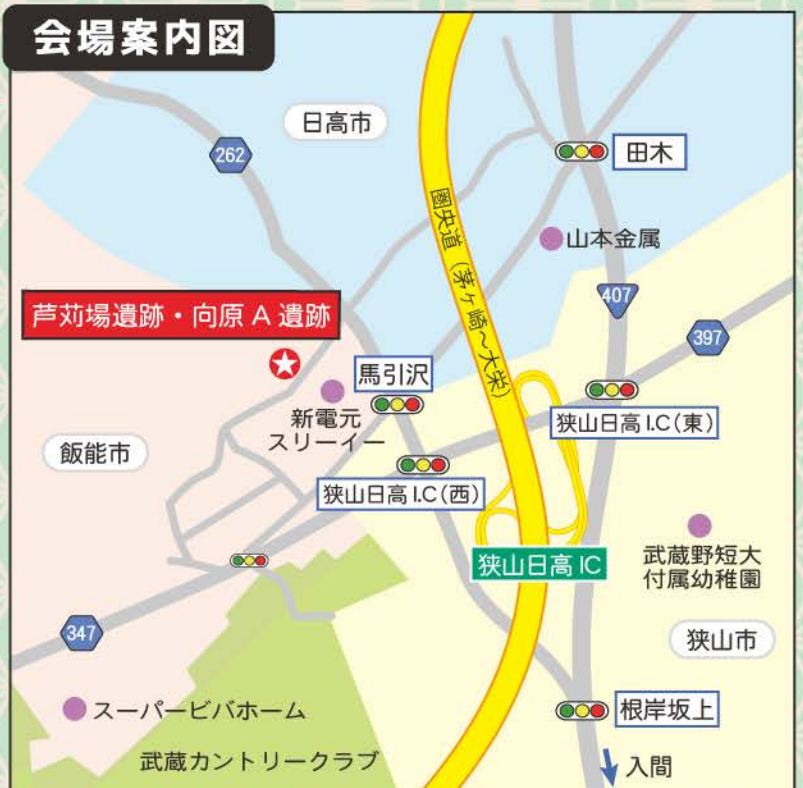 会場案内図
日高市
262
田木
圏央道（茅ヶ崎～大栄）
山本金属
407
芦苅場遺跡・向原 A 遺跡
397
馬引沢
新電元
スリーイー
狭山日高 I.C（東）
飯能市
狭山日高 I.C（西）
狭山日高 IC
武蔵野短大
付属幼稚園
347
狭山市
スーパービバホーム
根岸坂上
武蔵カントリークラブ
入間